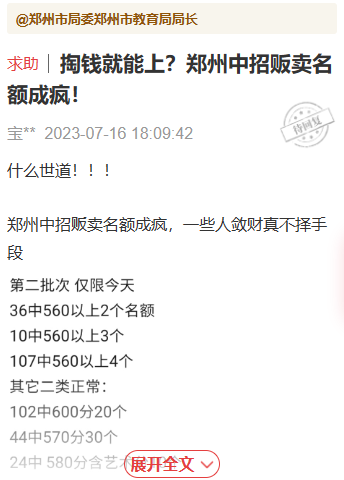 @郑州市局委郑州市教育局局长
求助｜掏钱就能上？郑州中招贩卖名
额成疯！
宝** 2023-07-16 18:09:42
待回复
什么世道！！！
郑州中招贩卖名额成疯，一些人敛财真不择手
段
第二批次 仅限今天
36中560以上2个名额
10中560以上3个
107中560以上4个
其它二类正常：
102中600分20个
44中570分30个
24中 580分含艺术
展开全文